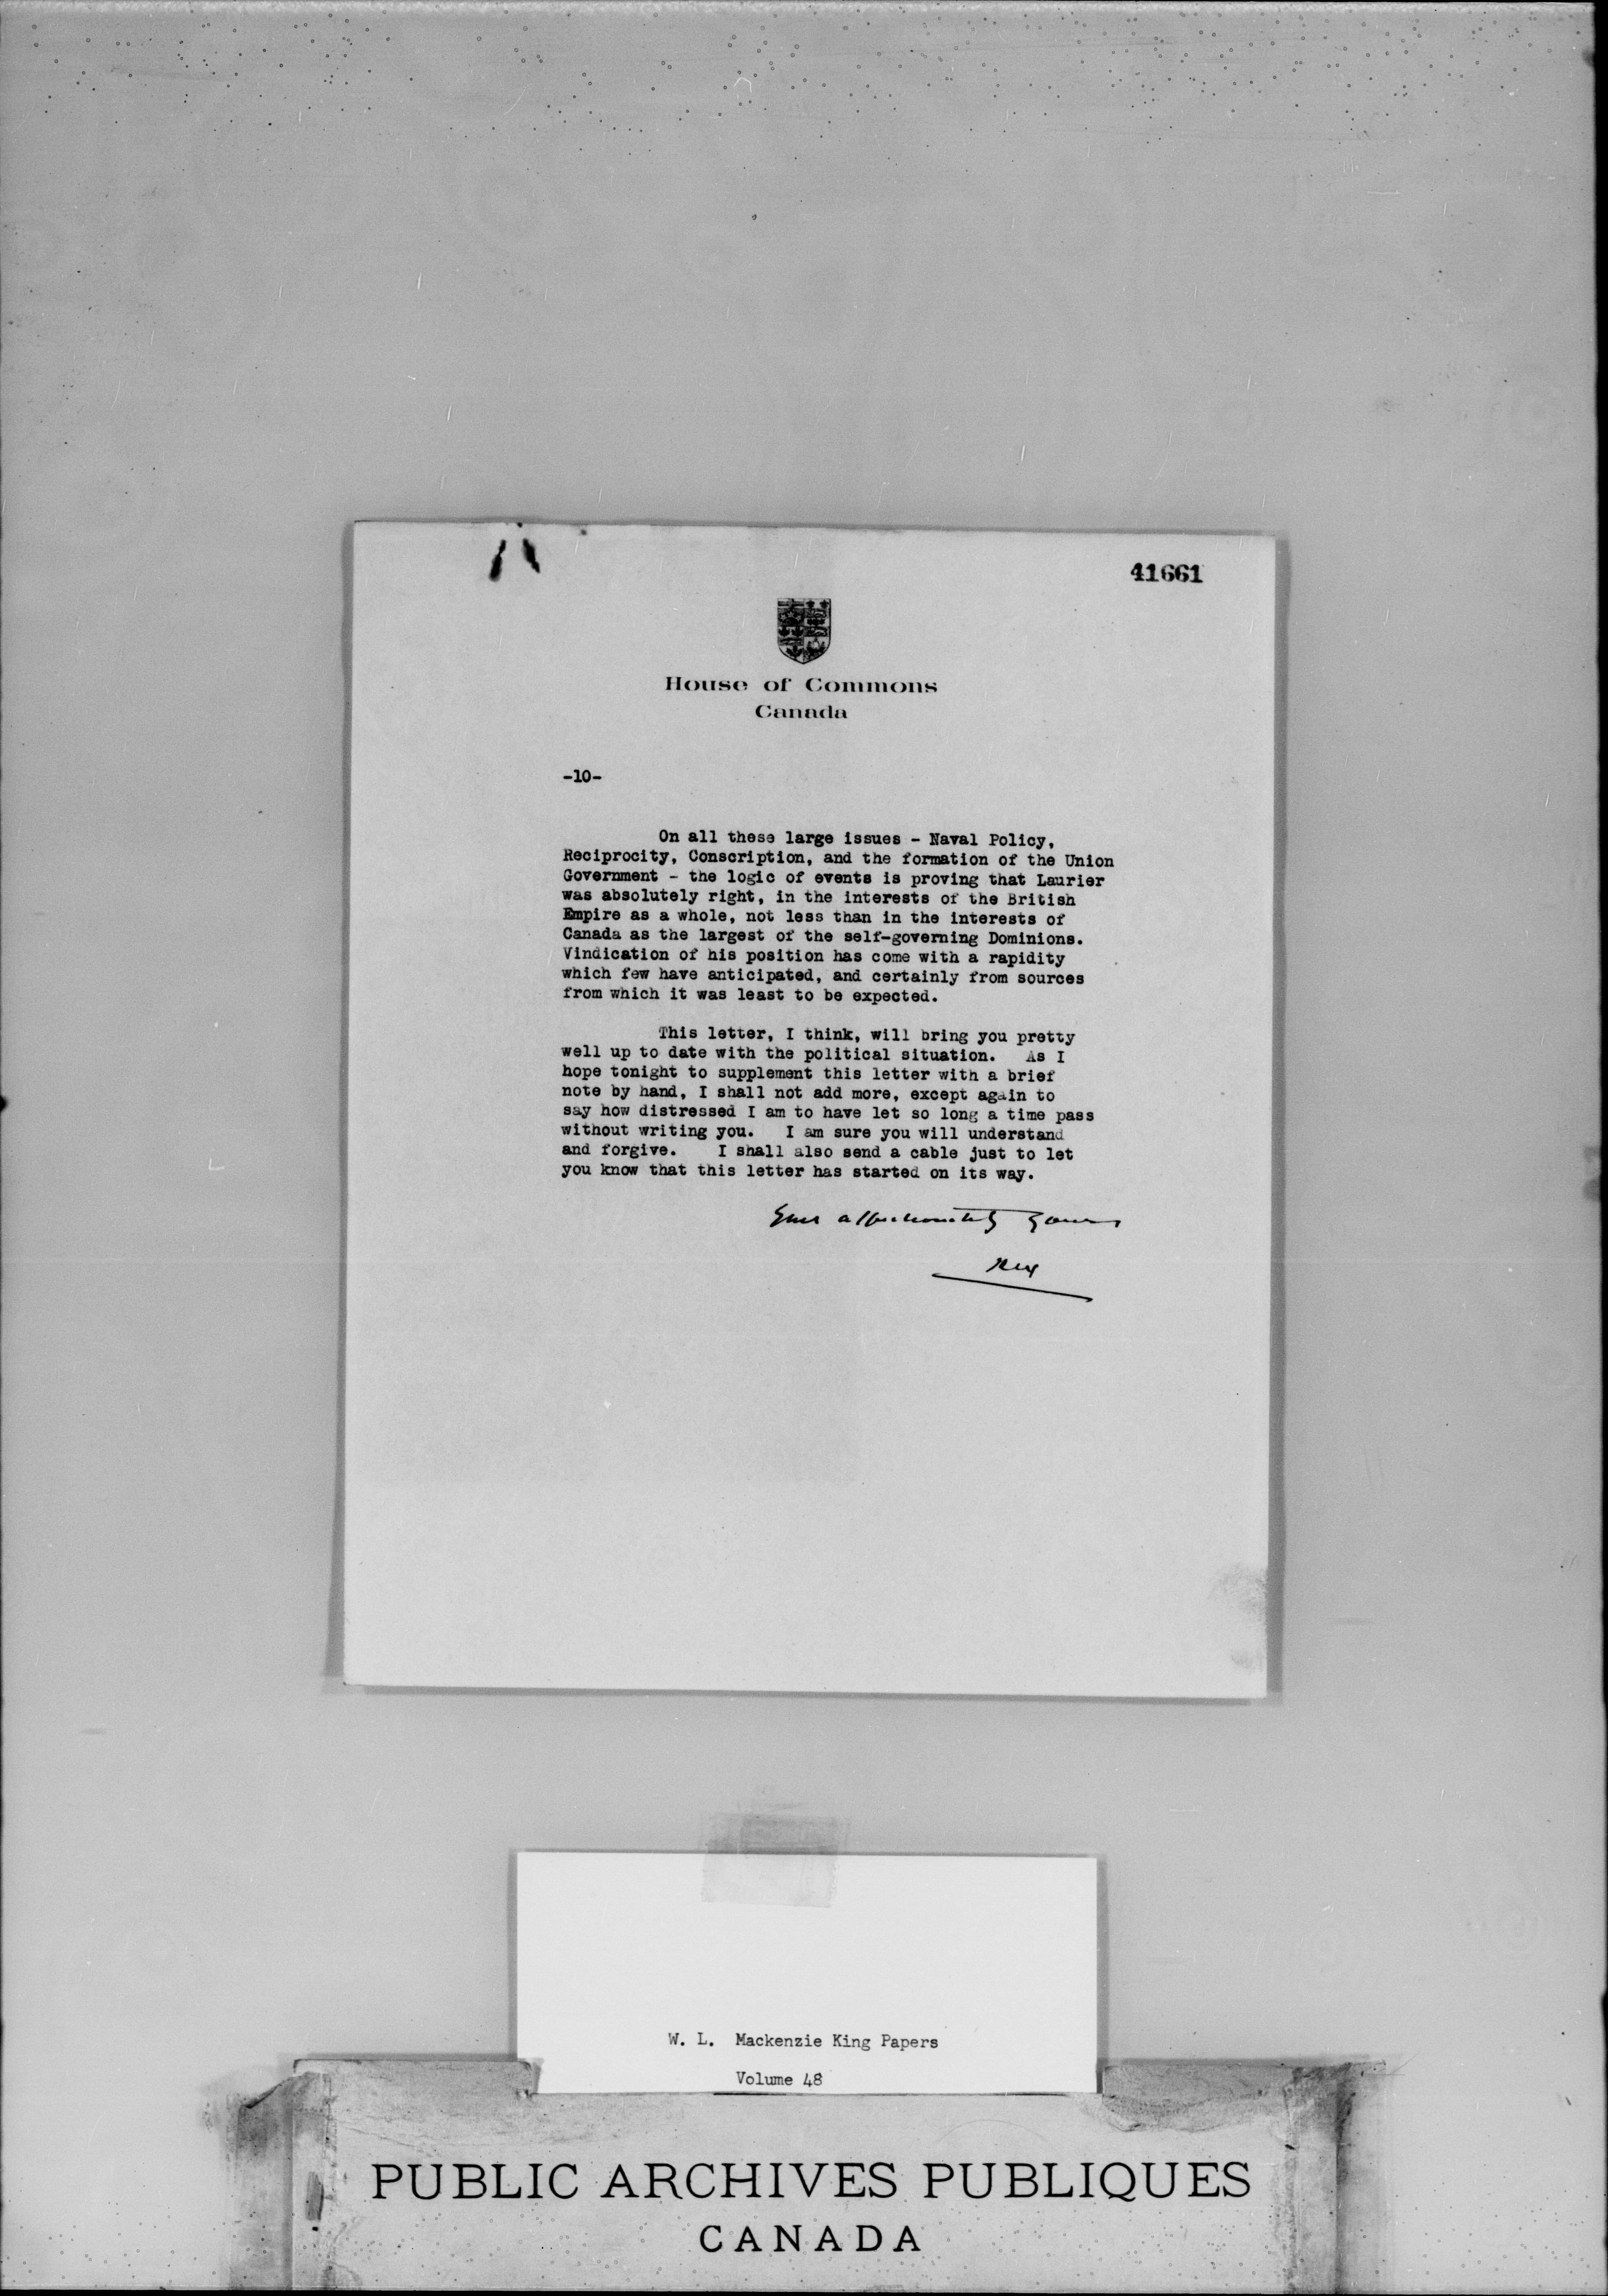 41661
House of Commons
Canada
-10-
On all these large issues - Naval Policy,
Reciprocity, Conscription, and the formation of the Union
Government - the logic of events is proving that Laurier
was absolutely right, in the interests of the British
Empire as a whole, not less than in the interests of
Canada as the largest of the self-governing Dominions.
Vindication of his position has come with a rapidity
which few have anticipated, and certainly from sources
from which it was least to be expected.
This letter, I think, will bring you pretty
well up to date with the political situation. As I
hope tonight to supplement this letter with a brief
note by hand, I shall not add more, except again to
say how distressed I am to have let so long a time pass
without writing you. I am sure you will understand
and forgive. I shall also send a cable just to let
you know that this letter has started on its way.
Ever affectionately yours
Rex
W. L. Mackenzie King Papers
Volume 48
PUBLIC ARCHIVES PUBLIQUES
CANADA